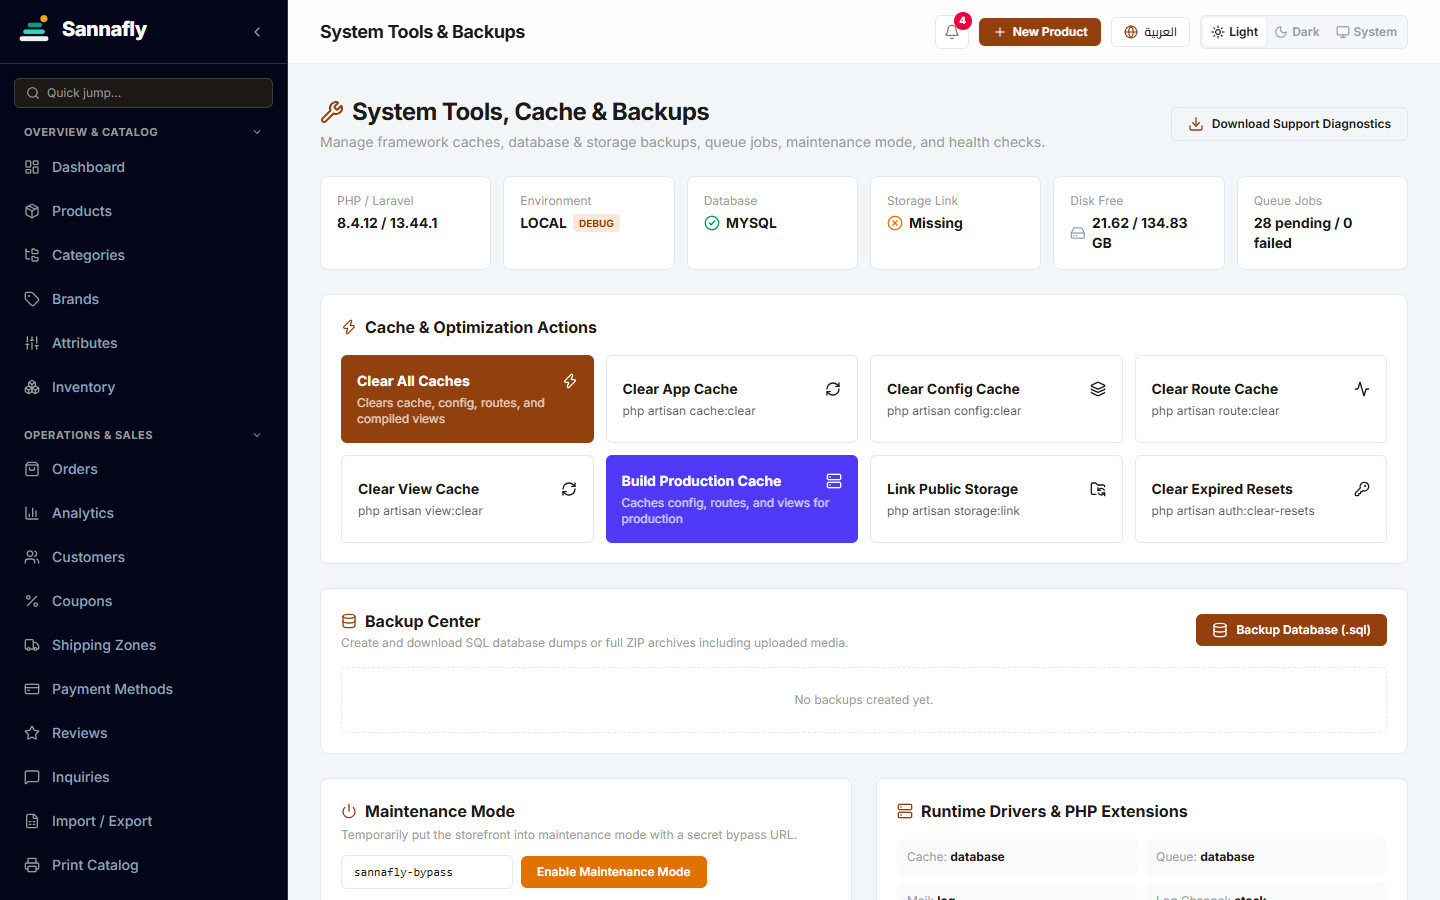 Sannafly
Quick jump...
OVERVIEW & CATALOG
Dashboard
Products
Categories
Brands
Attributes
Inventory
OPERATIONS & SALES
Orders
Analytics
Customers
Coupons
Shipping Zones
Payment Methods
Reviews
Inquiries
Import / Export
Print Catalog
System Tools & Backups
4
New Product
العربية
Light
Dark
System
System Tools, Cache & Backups
Manage framework caches, database & storage backups, queue jobs, maintenance mode, and health checks.
Download Support Diagnostics
PHP / Laravel
8.4.12 / 13.44.1
Environment
LOCAL DEBUG
Database
MYSQL
Storage Link
Missing
Disk Free
21.62 / 134.83
GB
Queue Jobs
28 pending / 0
failed
Cache & Optimization Actions
Clear All Caches
Clears cache, config, routes, and
compiled views
Clear App Cache
php artisan cache:clear
Clear Config Cache
php artisan config:clear
Clear Route Cache
php artisan route:clear
Clear View Cache
php artisan view:clear
Build Production Cache
Caches config, routes, and views for
production
Link Public Storage
php artisan storage:link
Clear Expired Resets
php artisan auth:clear-resets
Backup Center
Create and download SQL database dumps or full ZIP archives including uploaded media.
Backup Database (.sql)
No backups created yet.
Maintenance Mode
Temporarily put the storefront into maintenance mode with a secret bypass URL.
sannafly-bypass
Enable Maintenance Mode
Runtime Drivers & PHP Extensions
Cache: database
Queue: database
Mail: log
Log Channel: stack